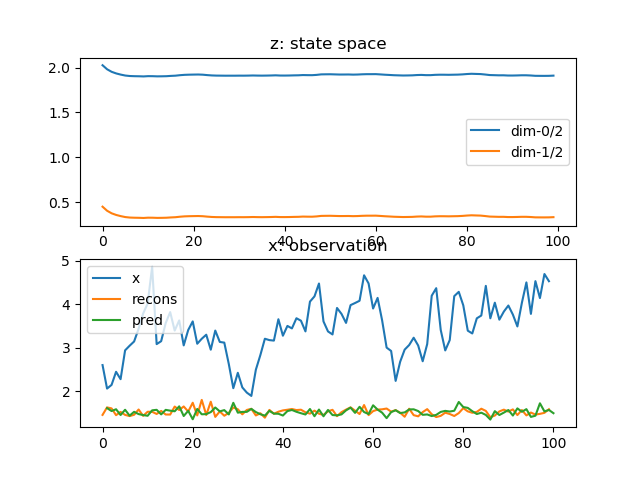 z: state space
2.0
1.5
1.0
0.5
dim-0/2
dim-1/2
0 20 40 60 80 100
x: observation
5
4
3
2
x
recons
pred
0 20 40 60 80 100